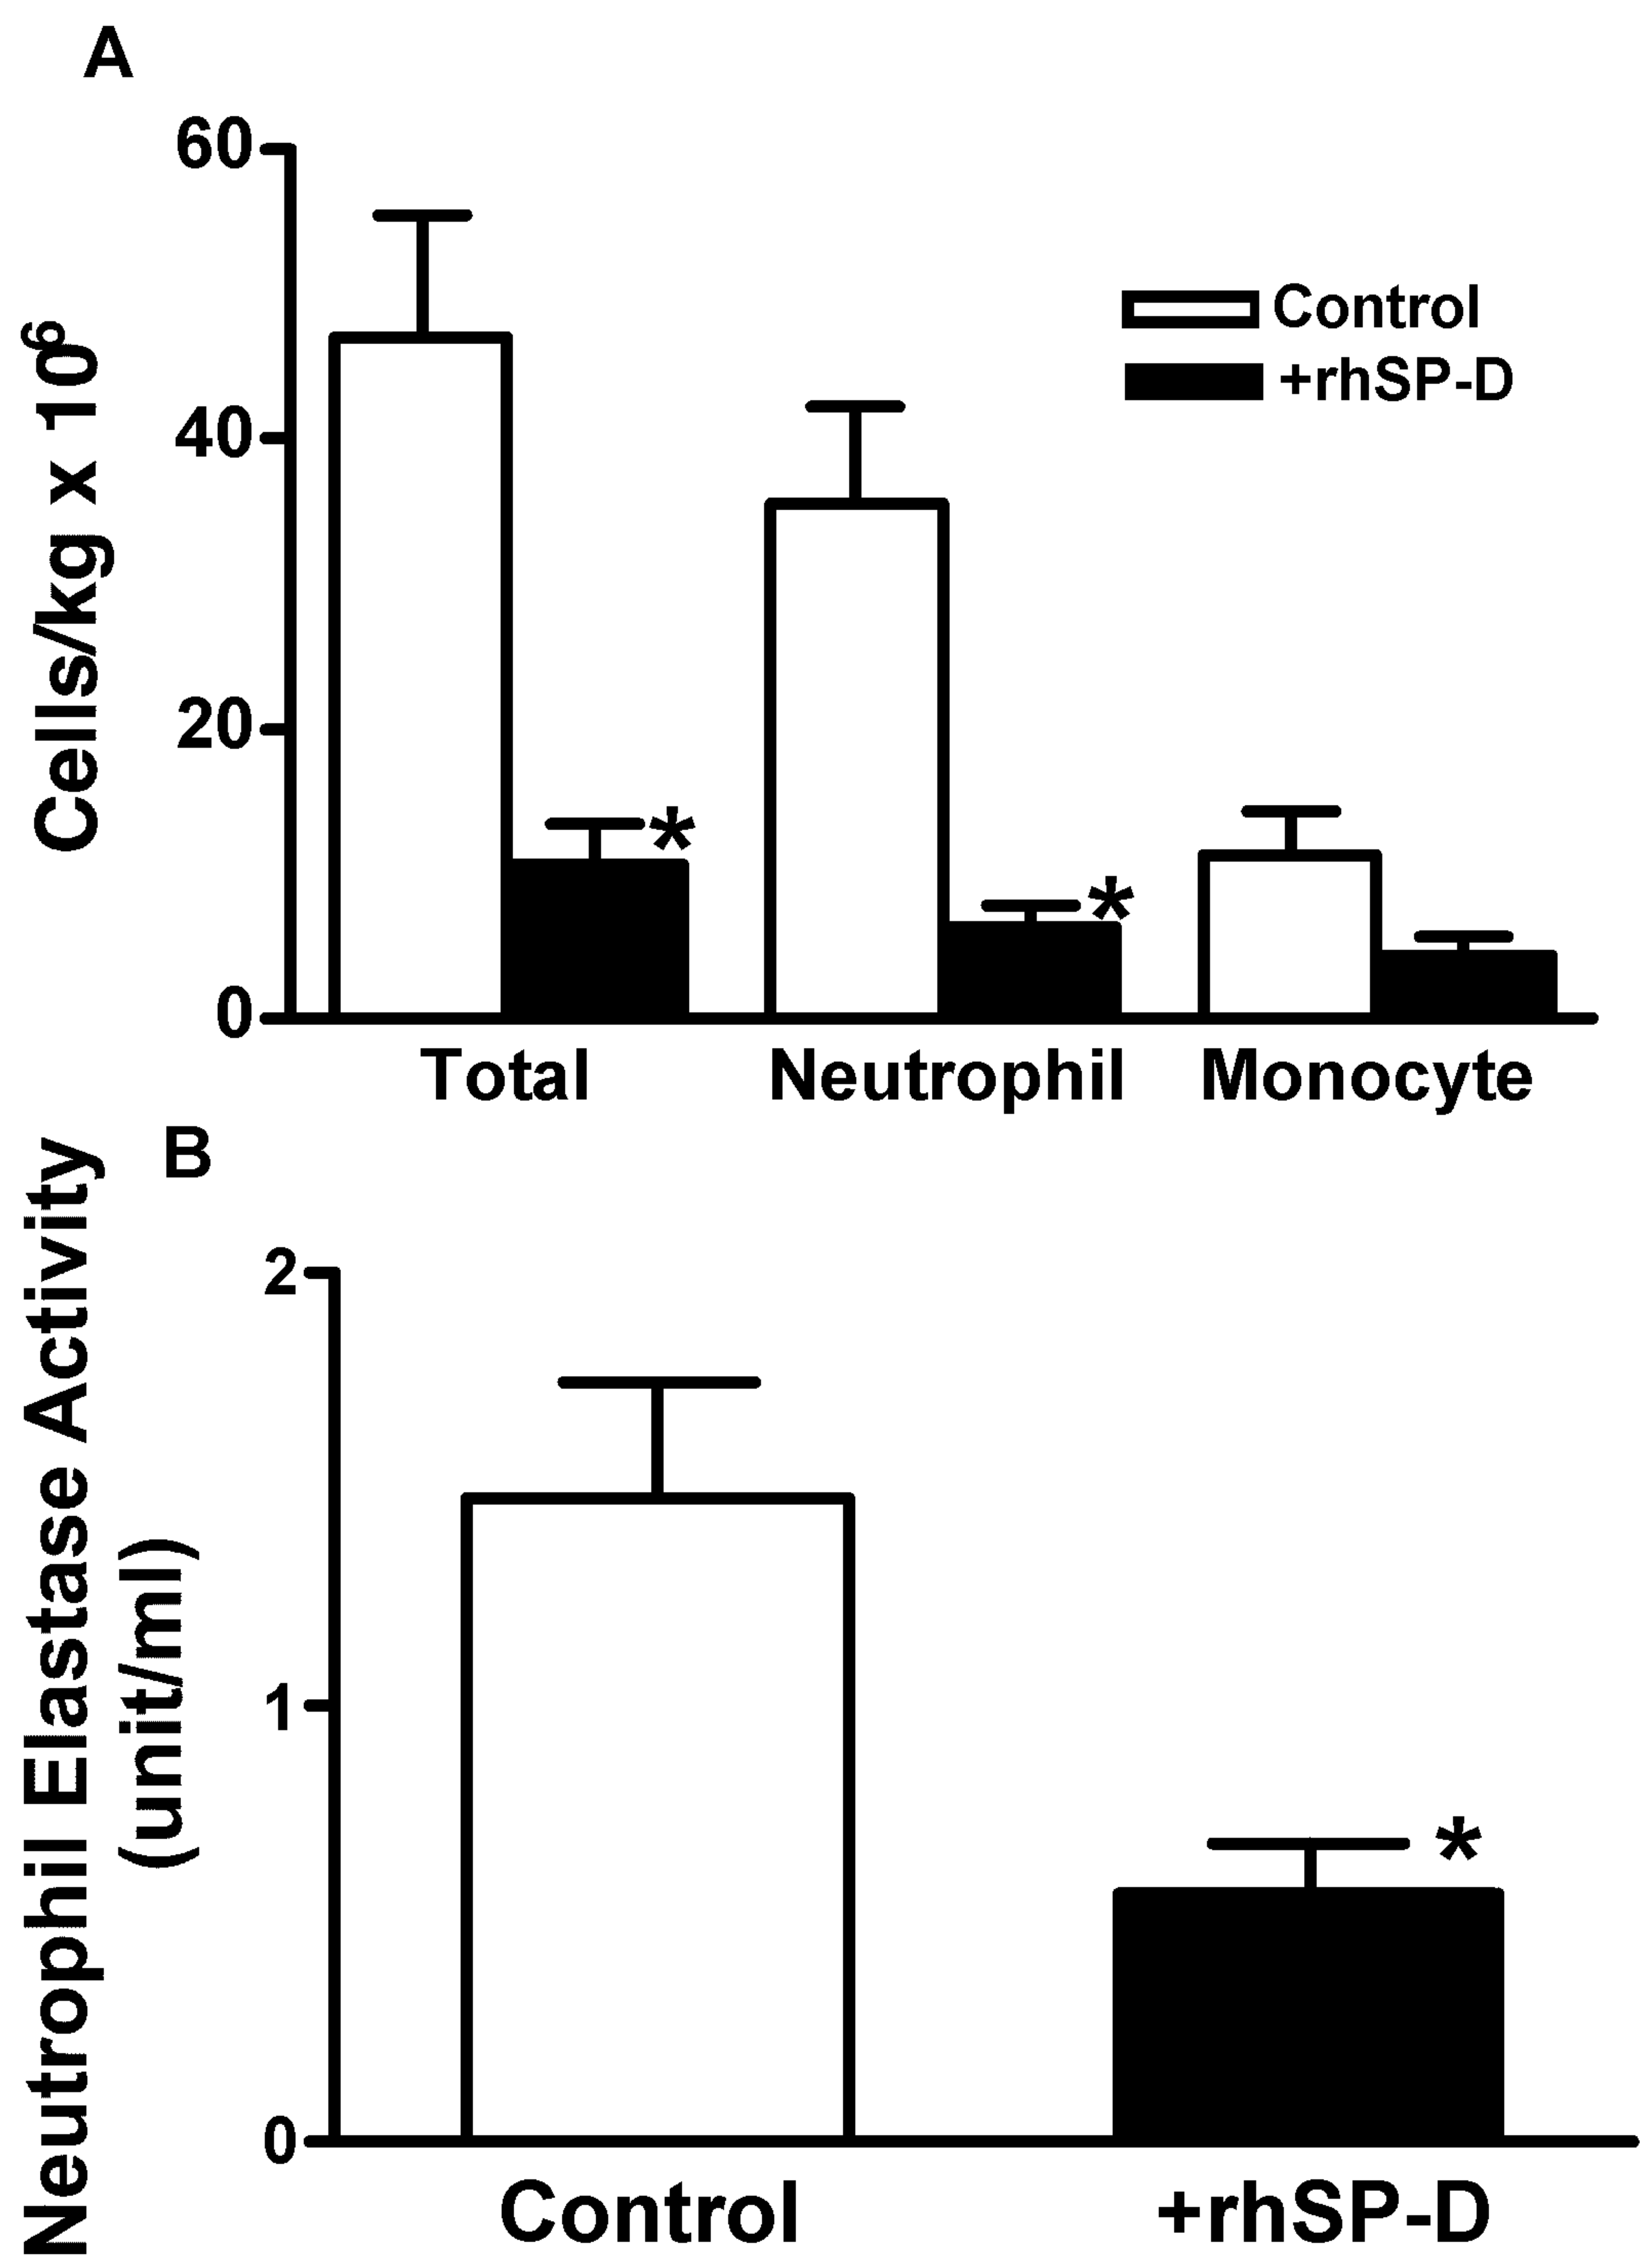 A
60
40
20
0
Cells/kg x 10⁶
Control
+rhSP-D
*
*
Total Neutrophil Monocyte
B
2
1
0
Neutrophil Elastase Activity
(unit/ml)
*
Control +rhSP-D